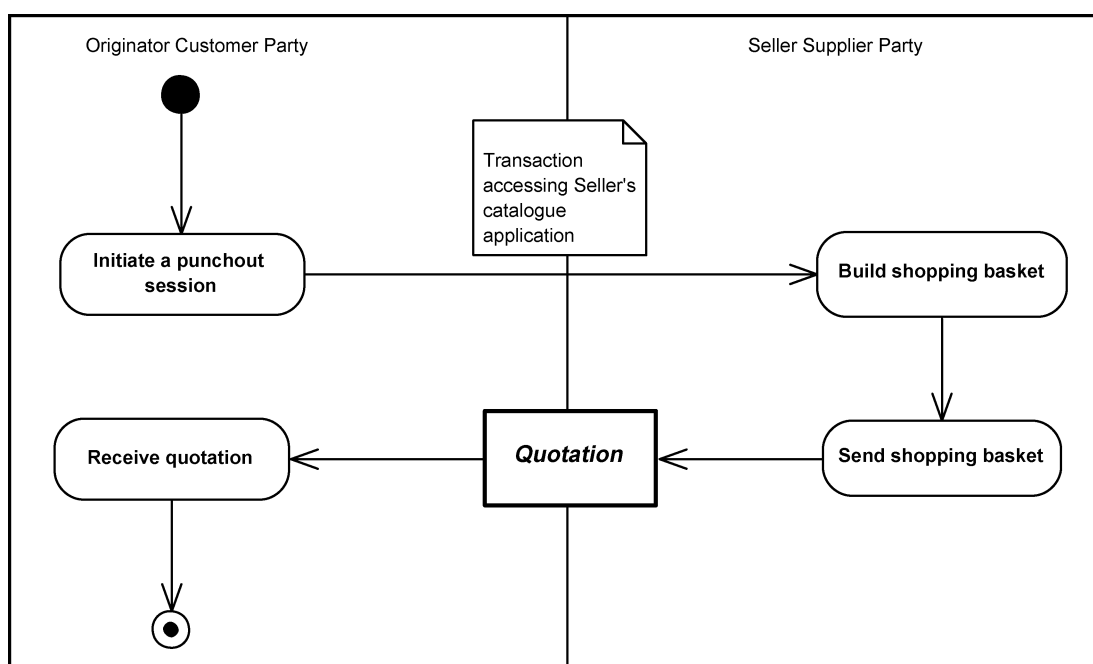 Originator Customer Party
Seller Supplier Party
Transaction
accessing Seller's
catalogue
application
Initiate a punchout
session
Build shopping basket
Receive quotation
Quotation
Send shopping basket